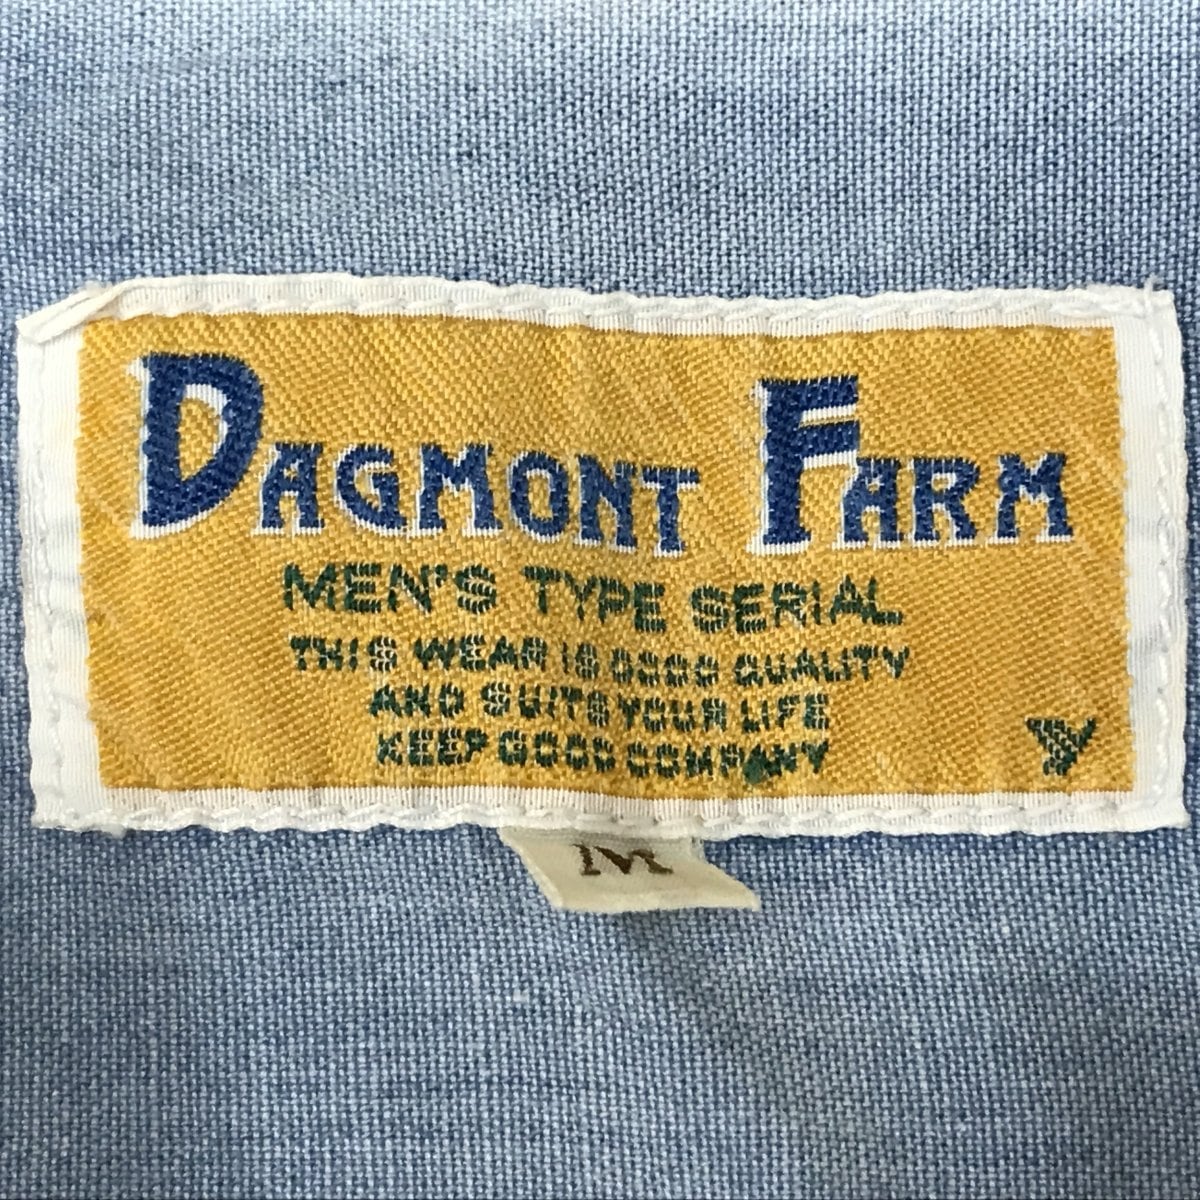 DAGMONT FARM
MEN'S TYPE SERIAL
THIS WEAR IS GOOD QUALITY
AND SUITS YOUR LIFE
KEEP GOOD COMPANY
M